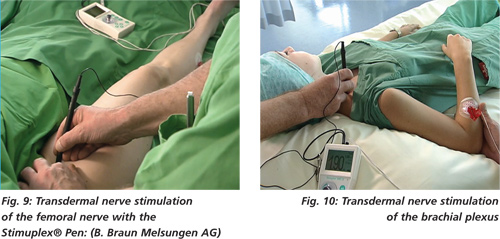 Fig. 9: Transdermal nerve stimulation
of the femoral nerve with the
Stimuplex® Pen: (B. Braun Melsungen AG)
Fig. 10: Transdermal nerve stimulation
of the brachial plexus